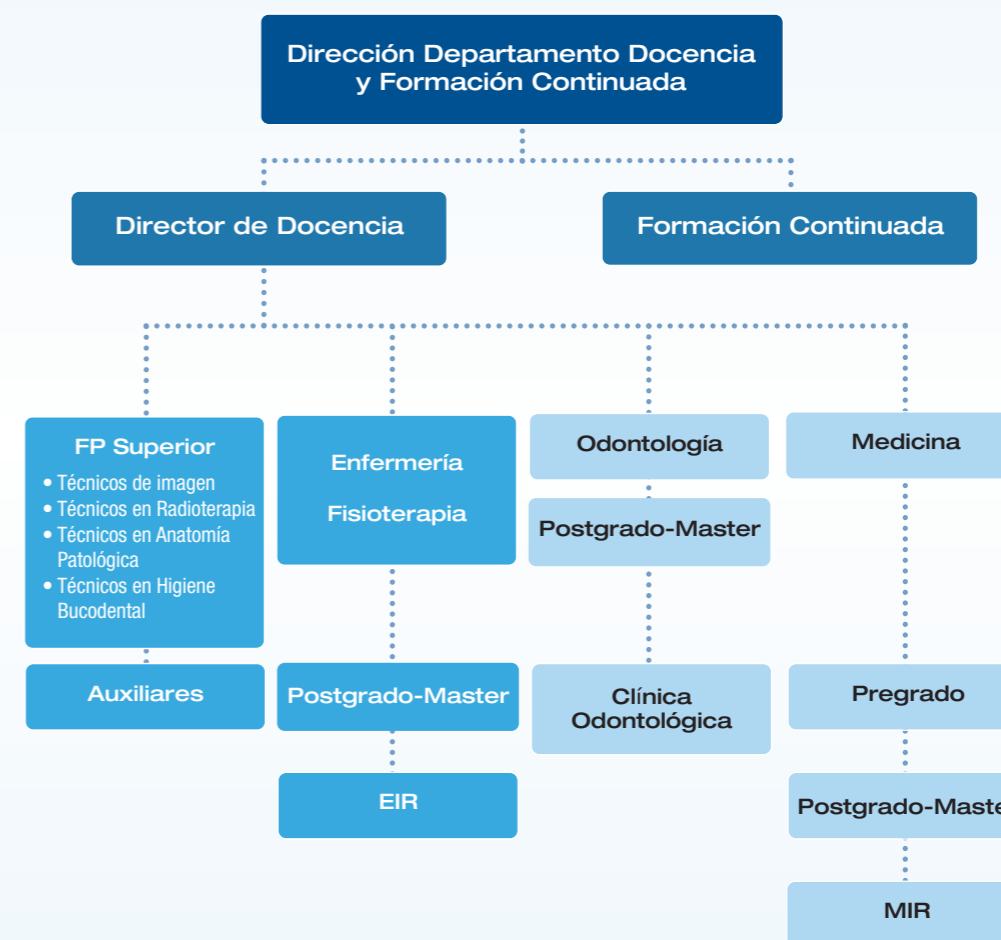 Dirección Departamento Docencia
y Formación Continuada
Director de Docencia
Formación Continuada
FP Superior
• Técnicos de imagen
• Técnicos en Radioterapia
• Técnicos en Anatomía
Patológica
• Técnicos en Higiene
Bucodental
Auxiliares
Enfermería
Fisioterapia
Postgrado-Master
EIR
Odontología
Postgrado-Master
Clínica
Odontológica
Medicina
Pregrado
Postgrado-Maste
MIR